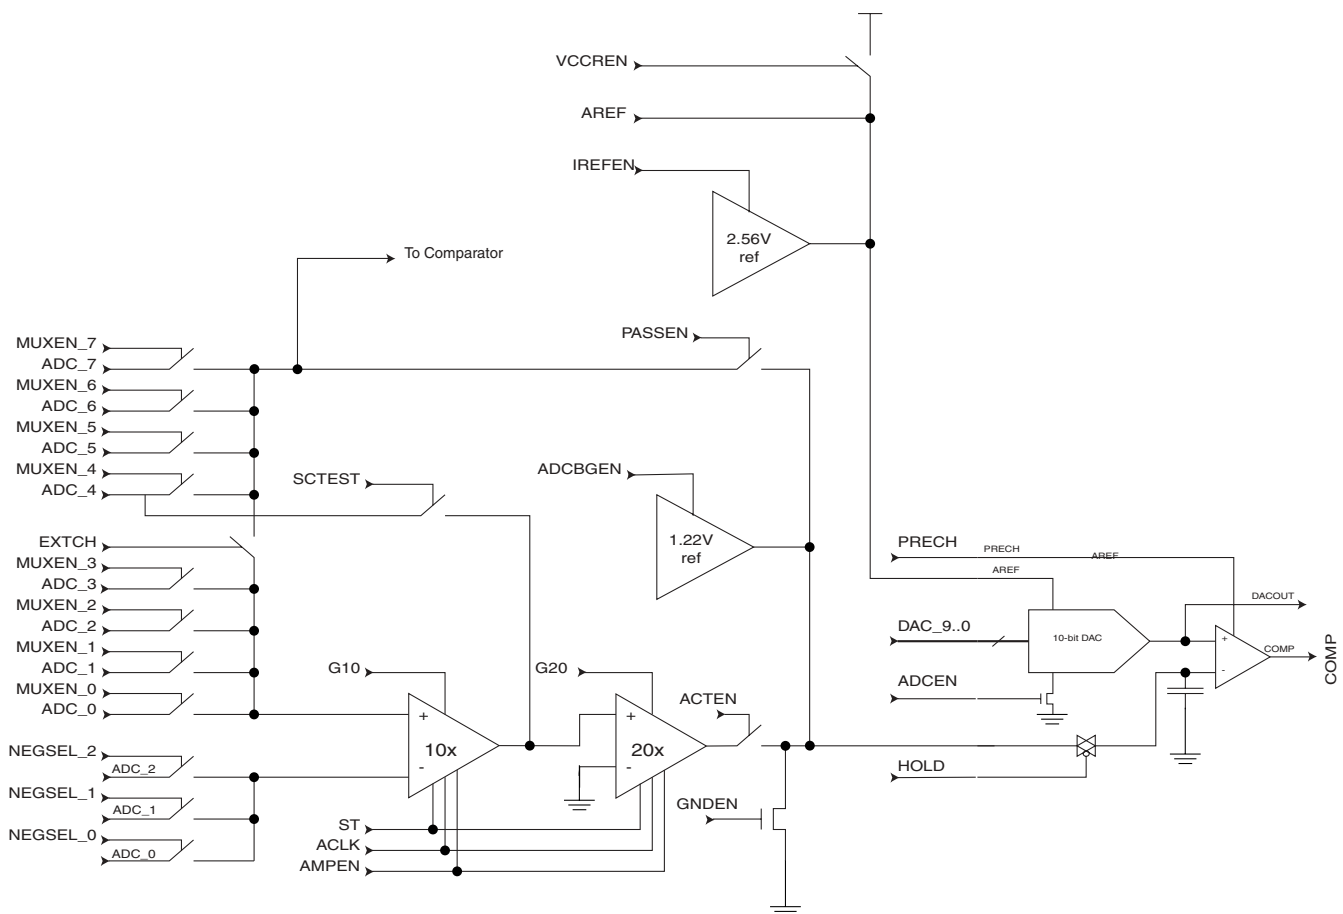 VCCREN
AREF
IREFEN
2.56V
ref
To Comparator
PASSEN
MUXEN_7
ADC_7
MUXEN_6
ADC_6
MUXEN_5
ADC_5
MUXEN_4
ADC_4
SCTEST
ADCBGEN
1.22V
ref
EXTCH
MUXEN_3
ADC_3
MUXEN_2
ADC_2
MUXEN_1
ADC_1
MUXEN_0
ADC_0
PRECH
PRECH
AREF
AREF
DACOUT
DAC_9..0
10-bit DAC
+
-
COMP
COMP
ADCEN
G10
G20
ACTEN
+
10x
-
+
20x
-
HOLD
NEGSEL_2
ADC_2
NEGSEL_1
ADC_1
NEGSEL_0
ADC_0
ST
ACLK
AMPEN
GNDEN